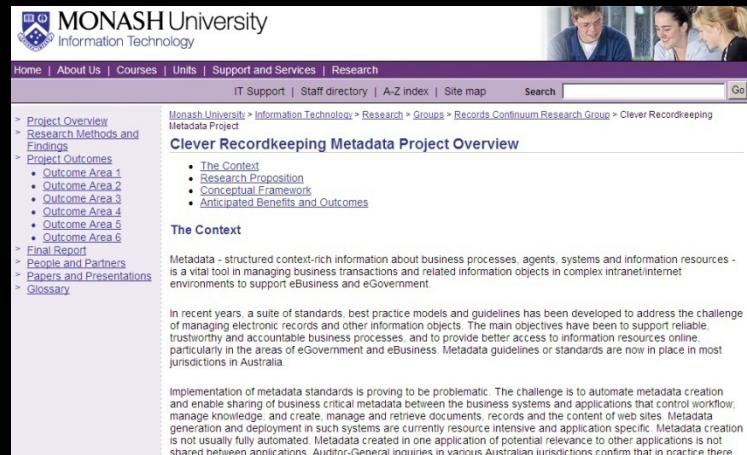 MONASH University
Information Technology
Home | About Us | Courses | Units | Support and Services | Research
IT Support | Staff directory | A-Z index | Site map Search Go
> Project Overview
> Research Methods and
Findings
> Project Outcomes
• Outcome Area 1
• Outcome Area 2
• Outcome Area 3
• Outcome Area 4
• Outcome Area 5
• Outcome Area 6
> Final Report
> People and Partners
> Papers and Presentations
> Glossary
Monash University > Information Technology > Research > Groups > Records Continuum Research Group > Clever Recordkeeping
Metadata Project
Clever Recordkeeping Metadata Project Overview
• The Context
• Research Proposition
• Conceptual Framework
• Anticipated Benefits and Outcomes
The Context
Metadata - structured context-rich information about business processes, agents, systems and information resources -
is a vital tool in managing business transactions and related information objects in complex intranet/internet
environments to support eBusiness and eGovernment.
In recent years, a suite of standards, best practice models and guidelines has been developed to address the challenge
of managing electronic records and other information objects. The main objectives have been to support reliable,
trustworthy and accountable business processes, and to provide better access to information resources online,
particularly in the areas of eGovernment and eBusiness. Metadata guidelines or standards are now in place in most
jurisdictions in Australia.
Implementation of metadata standards is proving to be problematic. The challenge is to automate metadata creation
and enable sharing of business critical metadata between the business systems and applications that control workflow;
manage knowledge; and create, manage and retrieve documents, records and the content of web sites. Metadata
generation and deployment in such systems are currently resource intensive and application specific. Metadata creation
is not usually fully automated. Metadata created in one application of potential relevance to other applications is not
shared between applications. Auditor-General inquiries in various Australian jurisdictions confirm that in practice there